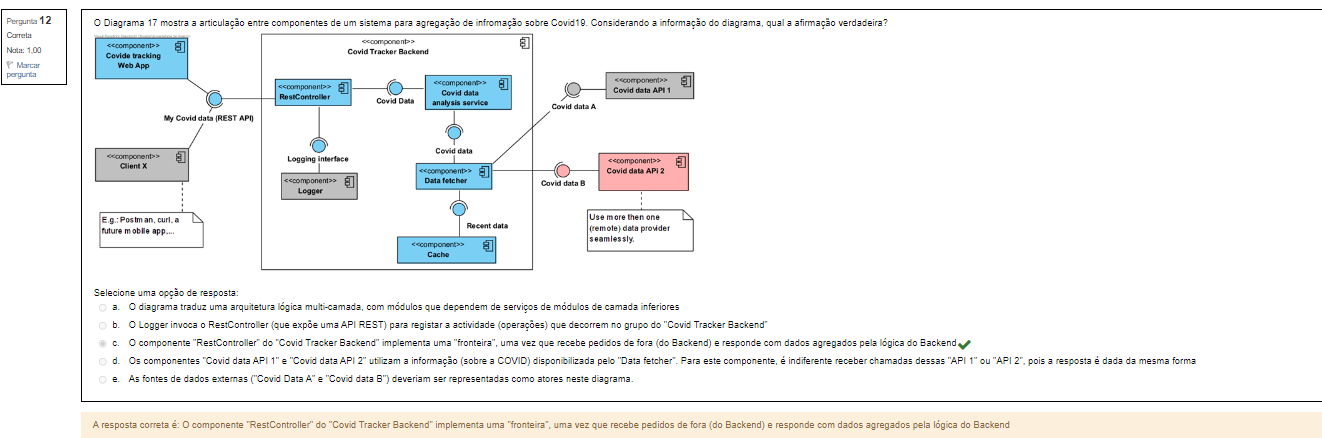 Pergunta 12
Correta
Nota: 1,00
Marcar
pergunta
O Diagrama 17 mostra a articulação entre componentes de um sistema para agregação de infromação sobre Covid19. Considerando a informação do diagrama, qual a afirmação verdadeira?
<<component>>
Covide tracking
Web App
<<component>>
Covid Tracker Backend
<<component>>
RestController
Covid Data
<<component>>
Covid data
analysis service
<<component>>
Covid data API 1
Covid data A
My Covid data (REST API)
<<component>>
Client X
Logging interface
Covid data
<<component>>
Logger
<<component>>
Data fetcher
Covid data B
<<component>>
Covid data APi 2
E.g.: Postman, curl, a
future mobile app,...
Recent data
Use more then one
(remote) data provider
seamlessly.
<<component>>
Cache
Selecione uma opção de resposta:
a. O diagrama traduz uma arquitetura lógica multi-camada, com módulos que dependem de serviços de módulos de camada inferiores
b. O Logger invoca o RestController (que expõe uma API REST) para registar a actividade (operações) que decorrem no grupo do "Covid Tracker Backend"
c. O componente "RestController" do "Covid Tracker Backend" implementa uma "fronteira", uma vez que recebe pedidos de fora (do Backend) e responde com dados agregados pela lógica do Backend
d. Os componentes "Covid data API 1" e "Covid data API 2" utilizam a informação (sobre a COVID) disponibilizada pelo "Data fetcher". Para este componente, é indiferente receber chamadas dessas "API 1" ou "API 2", pois a resposta é dada da mesma forma
e. As fontes de dados externas ("Covid Data A" e "Covid data B") deveriam ser representadas como atores neste diagrama.
A resposta correta é: O componente "RestController" do "Covid Tracker Backend" implementa uma "fronteira", uma vez que recebe pedidos de fora (do Backend) e responde com dados agregados pela lógica do Backend